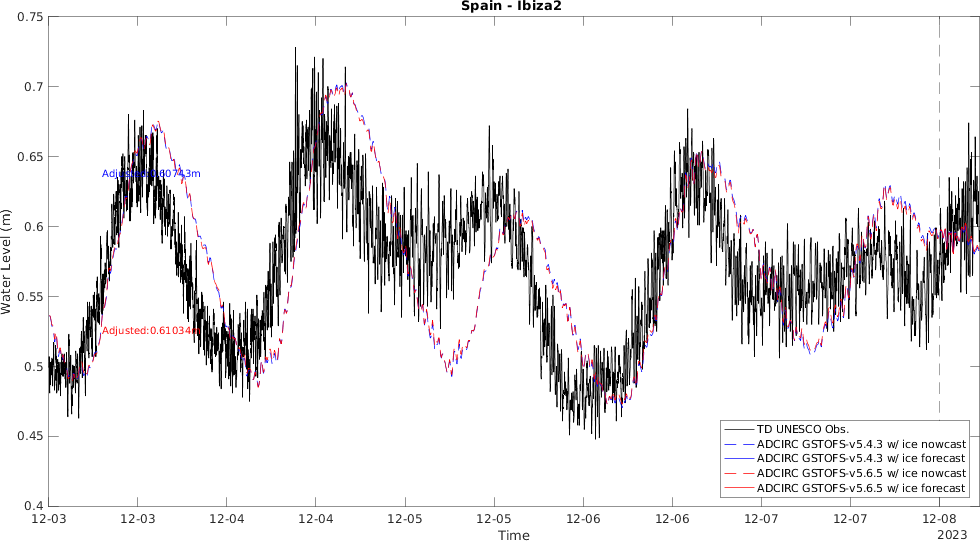 Spain - Ibiza2
0.75
0.7
0.65
0.6
0.55
0.5
0.45
0.4
Water Level (m)
Adjusted:0.60743m
Adjusted:0.61034m
TD UNESCO Obs.
ADCIRC GSTOFS-v5.4.3 w/ ice nowcast
ADCIRC GSTOFS-v5.4.3 w/ ice forecast
ADCIRC GSTOFS-v5.6.5 w/ ice nowcast
ADCIRC GSTOFS-v5.6.5 w/ ice forecast
12-03 12-03 12-04 12-04 12-05 12-05 12-06 12-06 12-07 12-07 12-08
Time
2023